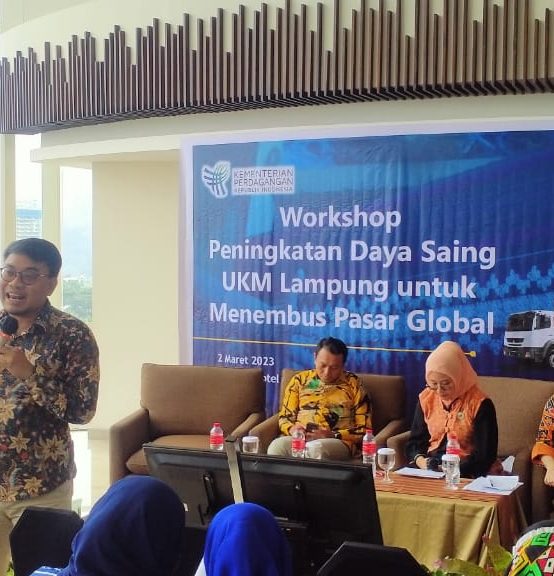 KEMENTERIAN
PERDAGANGAN
REPUBLIK INDONESIA
Workshop
Peningkatan Daya Saing
UKM Lampung untuk
Menembus Pasar Global
2 Maret 2023